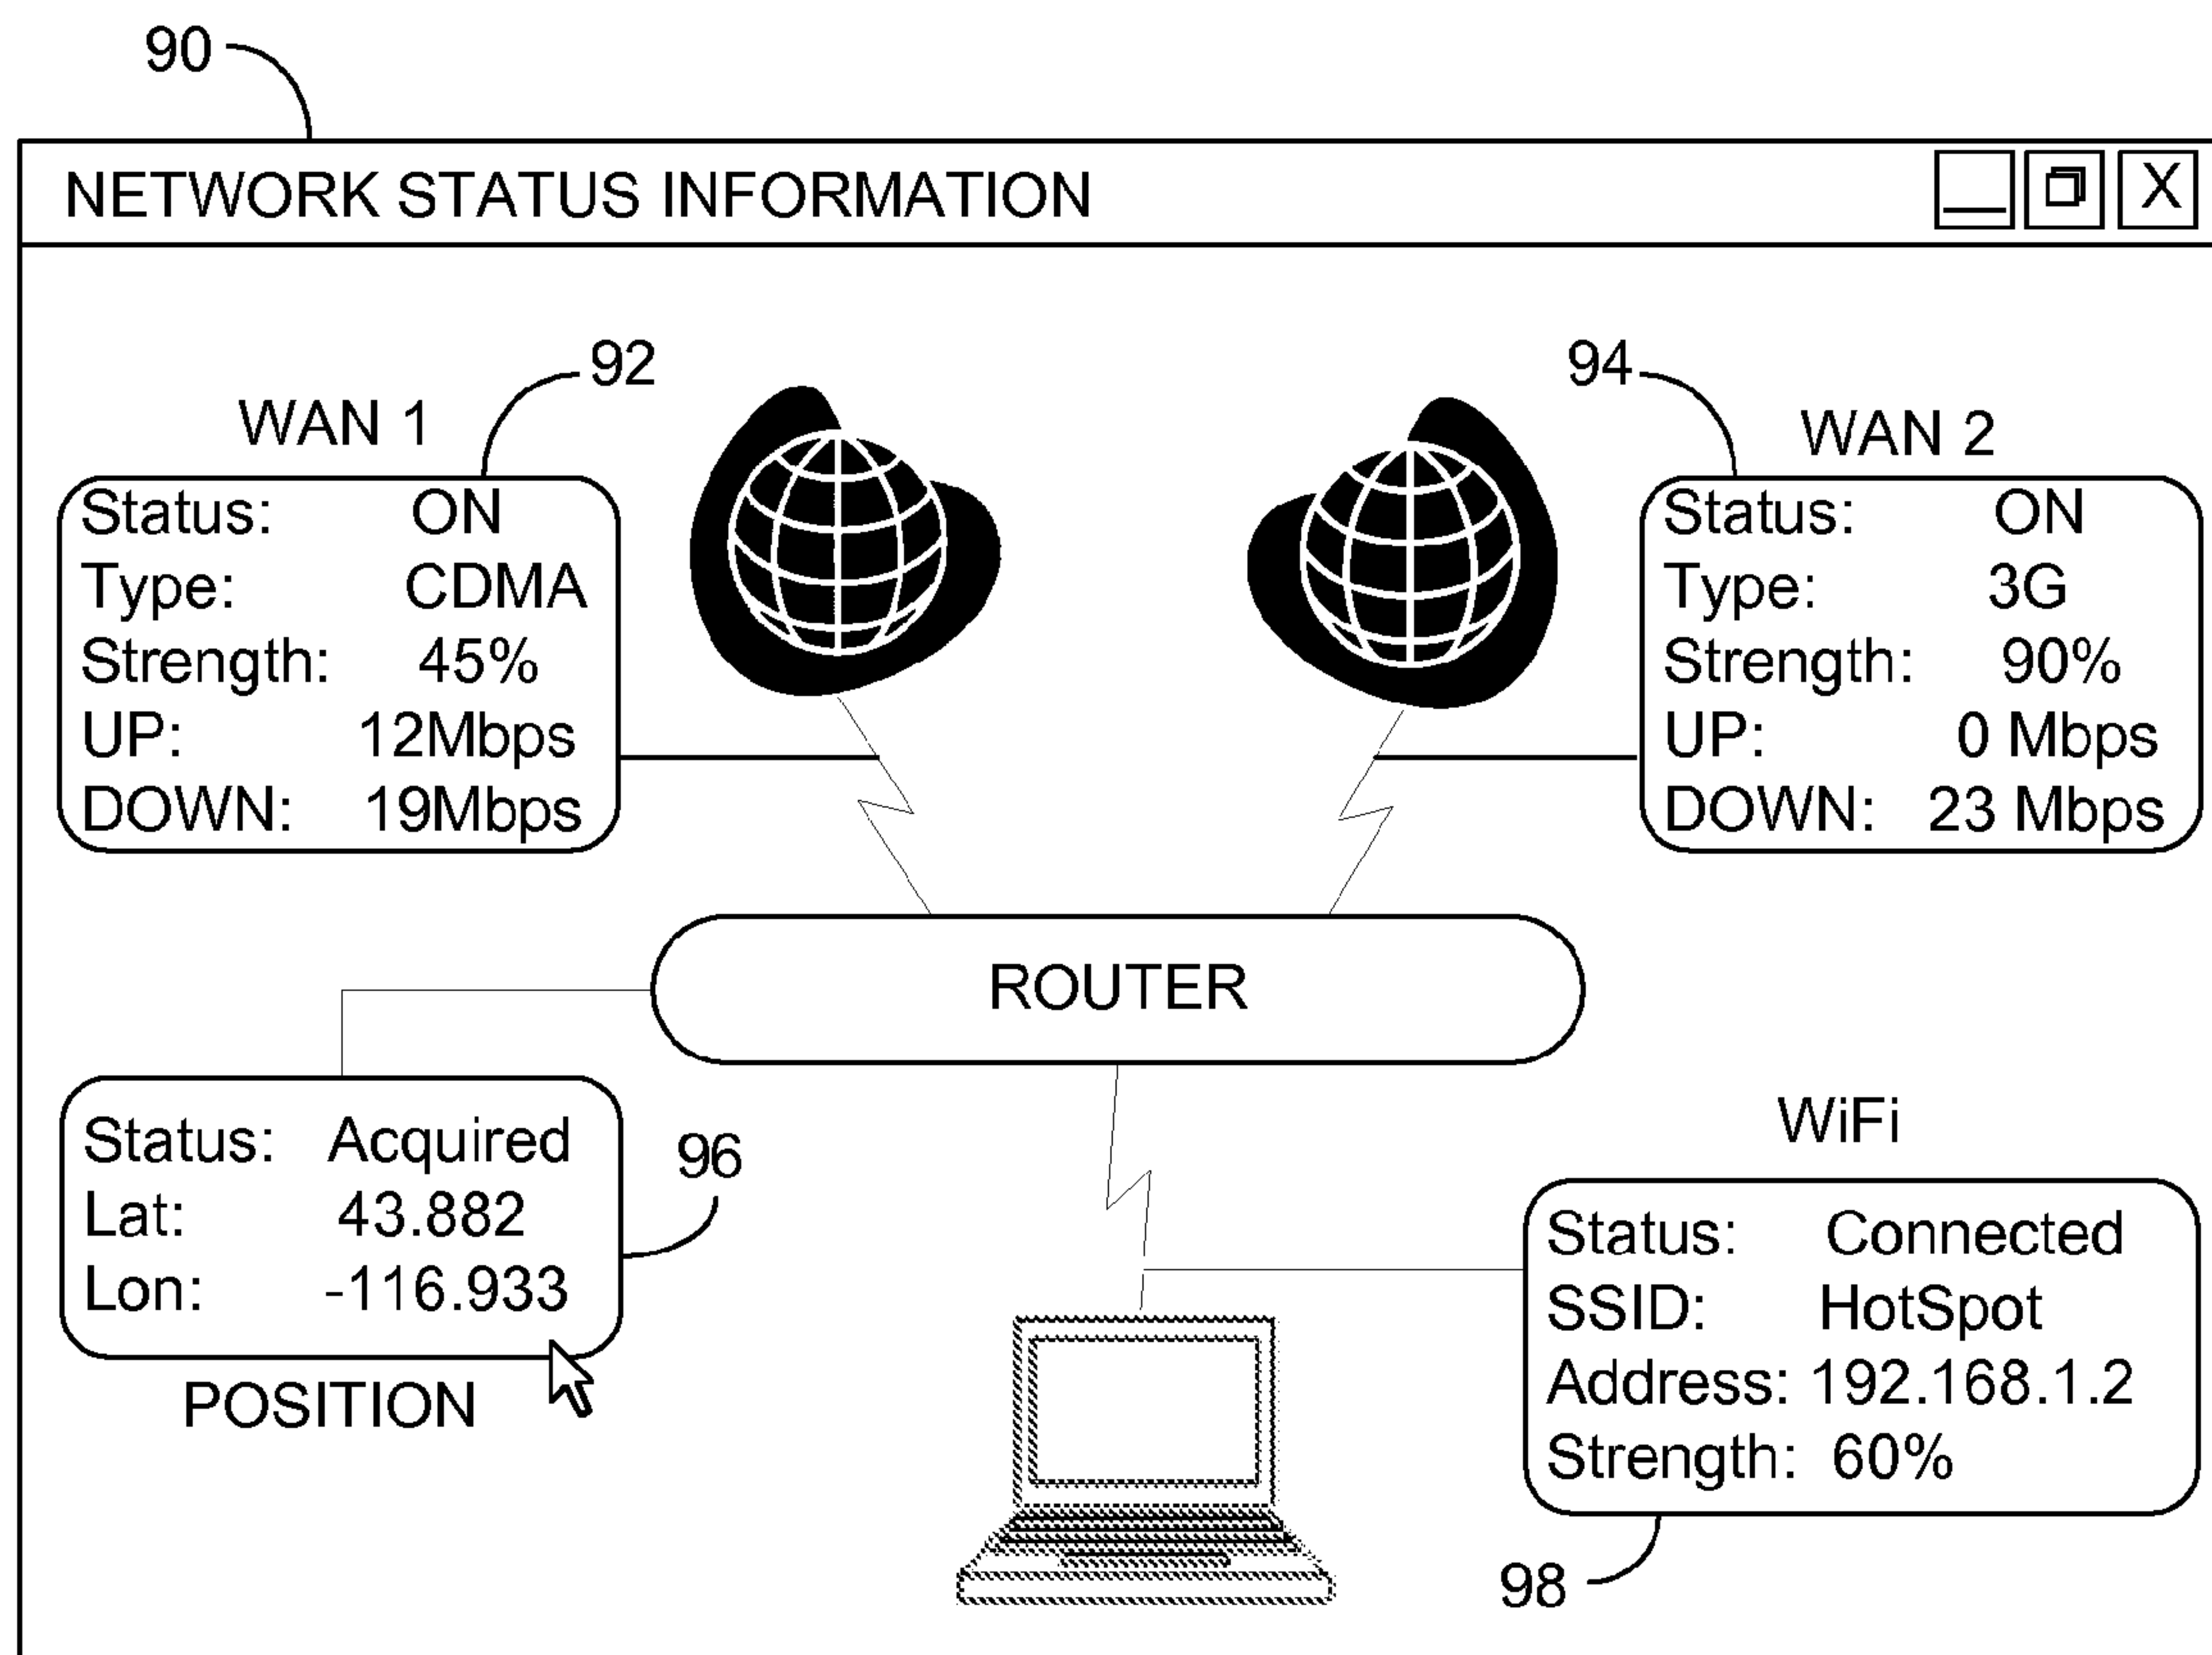 90
NETWORK STATUS INFORMATION
X
92
WAN 1
Status: ON
Type: CDMA
Strength: 45%
UP: 12Mbps
DOWN: 19Mbps
94
WAN 2
Status: ON
Type: 3G
Strength: 90%
UP: 0 Mbps
DOWN: 23 Mbps
ROUTER
Status: Acquired
Lat: 43.882
Lon: -116.933
96
POSITION
WiFi
Status: Connected
SSID: HotSpot
Address: 192.168.1.2
Strength: 60%
98